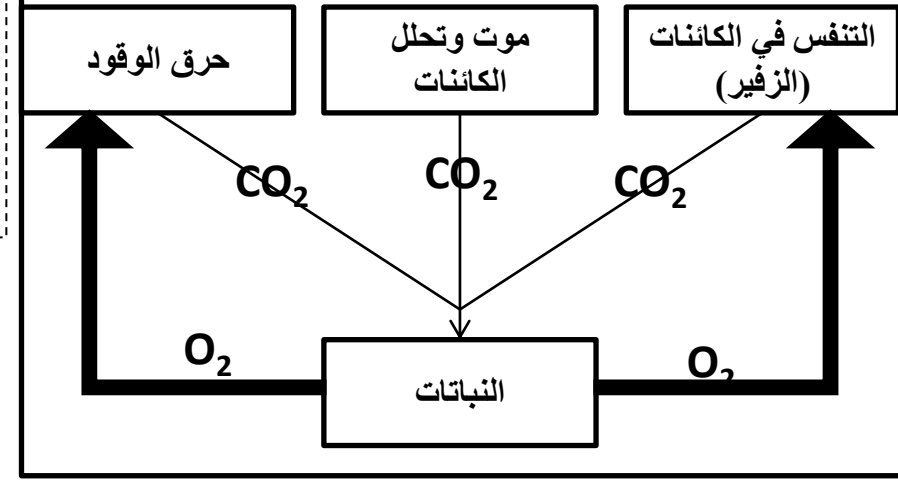 التنفس في الكائنات
(الزفير)
موت وتحلل
الكائنات
حرق الوقود
CO₂
CO₂
CO₂
O₂
O₂
النباتات